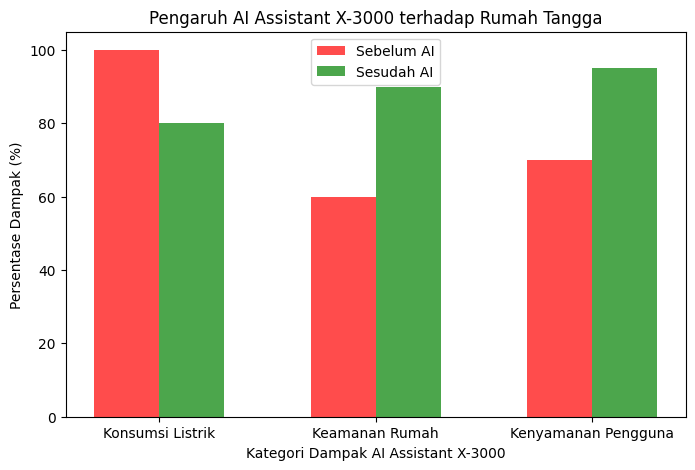 Pengaruh AI Assistant X-3000 terhadap Rumah Tangga
Sebelum AI
Sesudah AI
Persentase Dampak (%)
100
80
60
40
20
0
Konsumsi Listrik
Keamanan Rumah
Kenyamanan Pengguna
Kategori Dampak AI Assistant X-3000